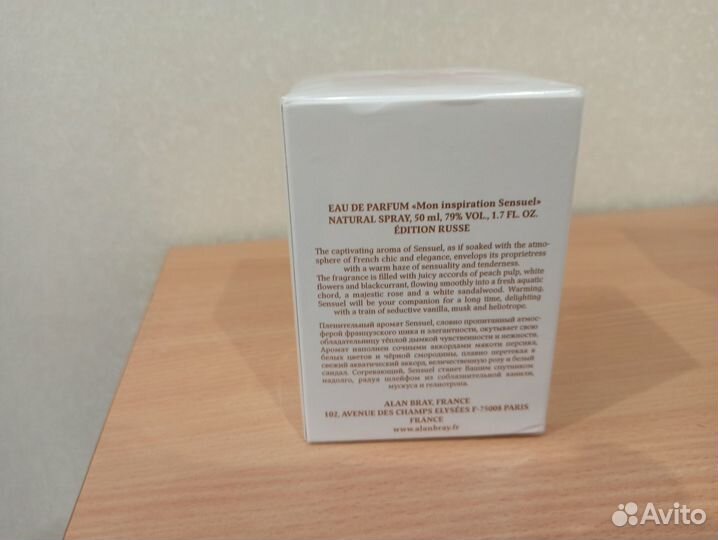 EAU DE PARFUM «Mon inspiration Sensuel»
NATURAL SPRAY, 50 ml, 79% VOL., 1.7 FL. OZ.
ÉDITION RUSSE
The captivating aroma of Sensuel, as if soaked with the atmo-
sphere of French chic and elegance, envelops its proprietress
with a warm haze of sensuality and tenderness.
The fragrance is filled with juicy accords of peach pulp, white
flowers and blackcurrant, flowing smoothly into a fresh aquatic
chord, a majestic rose and a white sandalwood. Warming,
Sensuel will be your companion for a long time, delighting
with a train of seductive vanilla, musk and heliotrope.
Пленительный аромат Sensuel, словно пропитанный атмос-
ферой французского шика и элегантности, окутывает свою
обладательницу тёплой дымкой чувственности и нежности.
Аромат наполнен сочными аккордами мякоти персика,
белых цветов и чёрной смородины, плавно перетекая в
свежий акватический аккорд, величественную розу и белый
сандал. Согревающий, Sensuel станет Вашим спутником
надолго, радуя шлейфом из соблазнительной ванили,
мускуса и гелиотропа.
ALAN BRAY, FRANCE
102, AVENUE DES CHAMPS ELYSÉES F-75008 PARIS
FRANCE
www.alanbray.fr
Avito